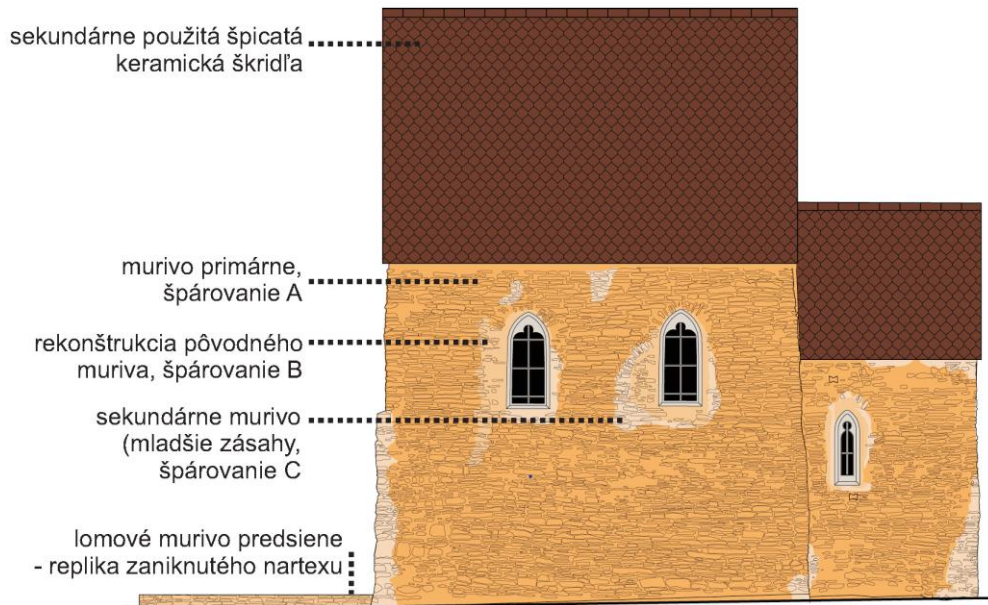 sekundárne použitá špicatá
keramická škridľa
murivo primárne,
špárovanie A
rekonštrukcia pôvodného
muriva, špárovanie B
sekundárne murivo
(mladšie zásahy,
špárovanie C
lomové murivo predsiene
- replika zaniknutého nartexu